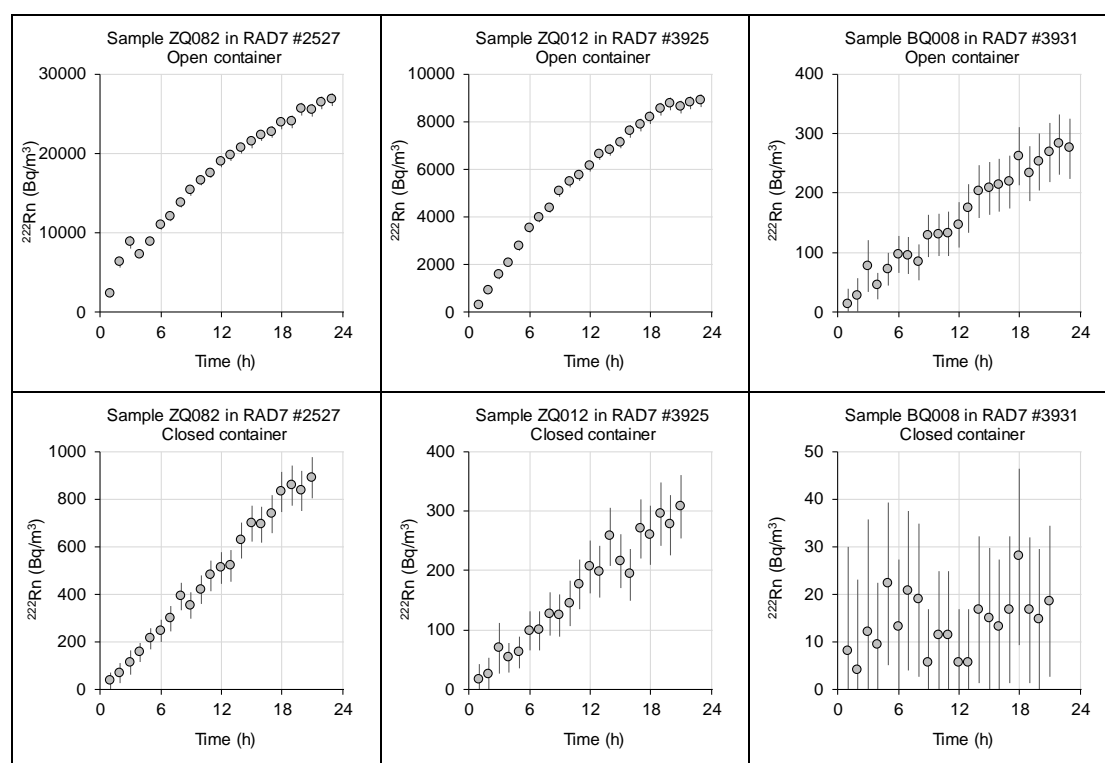 Sample ZQ082 in RAD7 #2527
Open container
30000
20000
10000
0
²²²Rn (Bq/m³)
0 6 12 18 24
Time (h)
Sample ZQ012 in RAD7 #3925
Open container
10000
8000
6000
4000
2000
0
²²²Rn (Bq/m³)
0 6 12 18 24
Time (h)
Sample BQ008 in RAD7 #3931
Open container
400
300
200
100
0
²²²Rn (Bq/m³)
0 6 12 18 24
Time (h)
Sample ZQ082 in RAD7 #2527
Closed container
1000
800
600
400
200
0
²²²Rn (Bq/m³)
0 6 12 18 24
Time (h)
Sample ZQ012 in RAD7 #3925
Closed container
400
300
200
100
0
²²²Rn (Bq/m³)
0 6 12 18 24
Time (h)
Sample BQ008 in RAD7 #3931
Closed container
50
40
30
20
10
0
²²²Rn (Bq/m³)
0 6 12 18 24
Time (h)